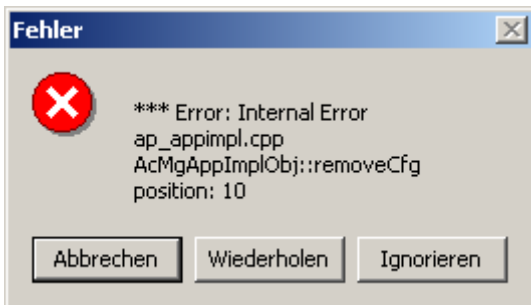 Fehler
*** Error: Internal Error
ap_appimpl.cpp
AcMgAppImplObj::removeCfg
position: 10
Abbrechen
Wiederholen
Ignorieren